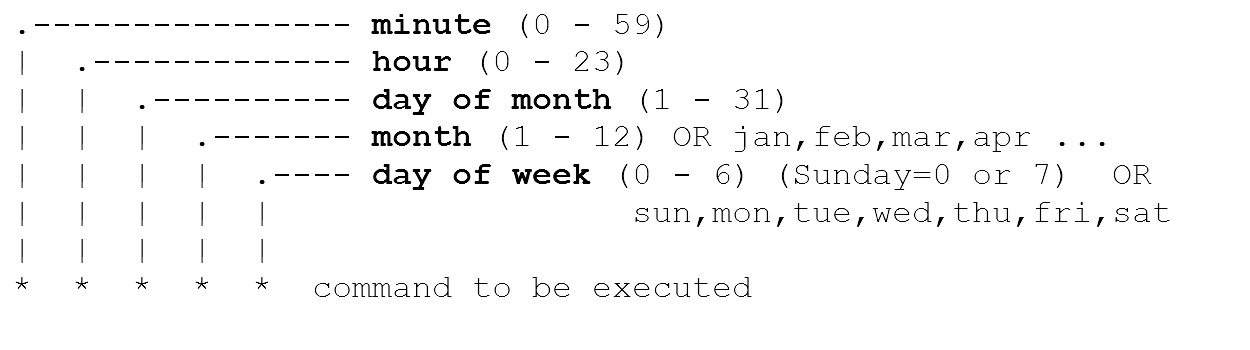 .---------------- minute (0 - 59)
|  .------------- hour (0 - 23)
|  |  .---------- day of month (1 - 31)
|  |  |  .------- month (1 - 12) OR jan,feb,mar,apr ...
|  |  |  |  .---- day of week (0 - 6) (Sunday=0 or 7)  OR
|  |  |  |  |                   sun,mon,tue,wed,thu,fri,sat
|  |  |  |  |
*  *  *  *  *  command to be executed